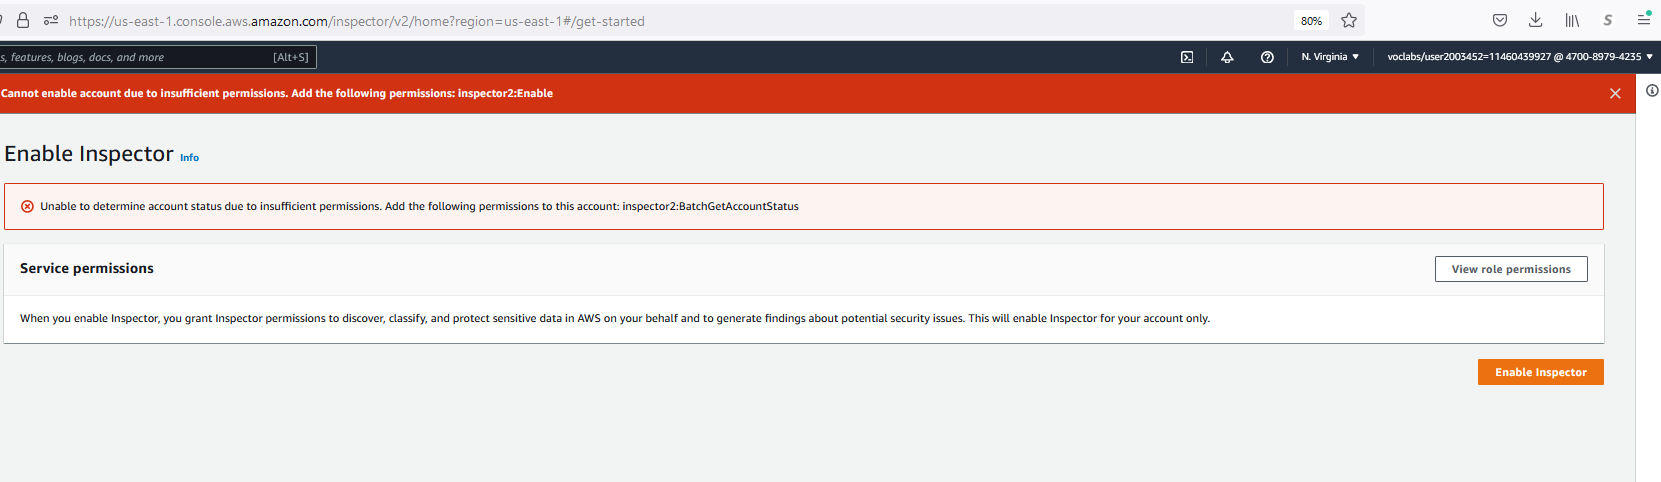 https://us-east-1.console.aws.amazon.com/inspector/v2/home?region=us-east-1#/get-started
80%
s, features, blogs, docs, and more
[Alt+S]
N. Virginia
voclabs/user2003452=11460439927 @ 4700-8979-4235
Cannot enable account due to insufficient permissions. Add the following permissions: inspector2:Enable
Enable Inspector Info
Unable to determine account status due to insufficient permissions. Add the following permissions to this account: inspector2:BatchGetAccountStatus
Service permissions
View role permissions
When you enable Inspector, you grant Inspector permissions to discover, classify, and protect sensitive data in AWS on your behalf and to generate findings about potential security issues. This will enable Inspector for your account only.
Enable Inspector